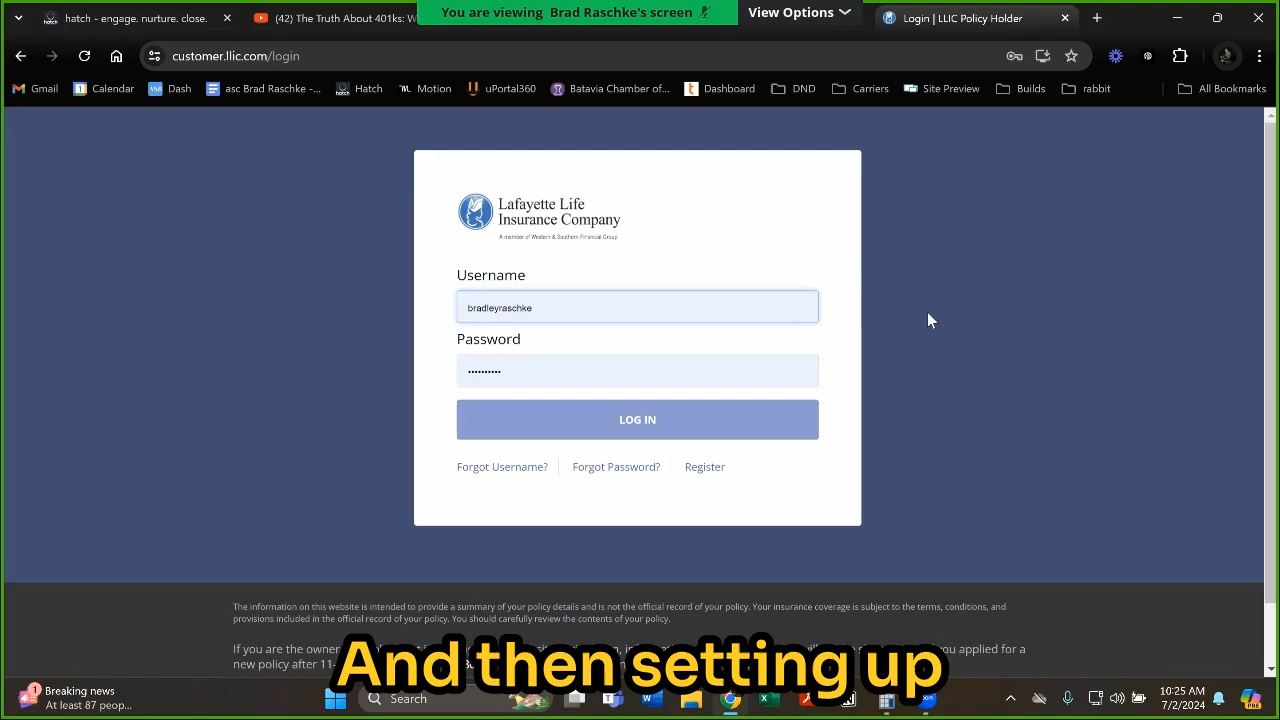 You are viewing Brad Raschke's screen
View Options
hatch - engage. nurture. close.
(42) The Truth About 401ks: W
Login | LLIC Policy Holder
customer.llic.com/login
Gmail
Calendar
Dash
asc Brad Raschke -...
Hatch
Motion
uPortal360
Batavia Chamber of...
Dashboard
DND
Carriers
Site Preview
Builds
rabbit
All Bookmarks
Lafayette Life
Insurance Company
A member of Western & Southern Financial Group
Username
bradleyraschke
Password
••••••••••
LOG IN
Forgot Username?
Forgot Password?
Register
The information on this website is intended to provide a summary of your policy details and is not the official record of your policy. Your insurance coverage is subject to the terms, conditions, and
provisions included in the official record of your policy. You should carefully review the contents of your policy.
If you are the owner
you applied for a
new policy after 11-
And then setting up
Breaking news
At least 87 peop...
Search
10:25 AM
7/2/2024